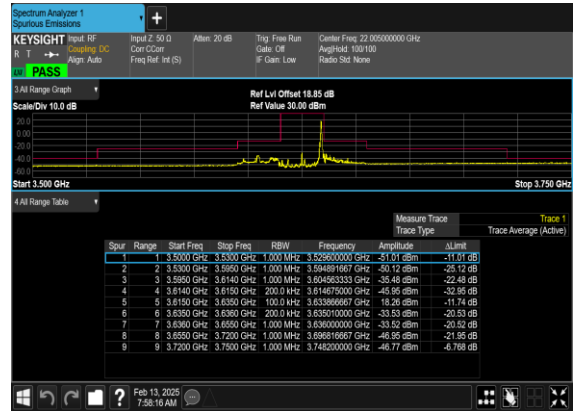 Spectrum Analyzer 1
Spurious Emissions
+
KEYSIGHT Input: RF Input Z: 50 Ω Atten: 20 dB Trig: Free Run Center Freq: 22.005000000 GHz
R T Coupling: DC Corr CCorr Gate: Off Avg|Hold: 100/100
Align: Auto Freq Ref: Int (S) IF Gain: Low Radio Std: None
LW PASS
3 All Range Graph
Ref Lvl Offset 18.85 dB
Scale/Div 10.0 dB Ref Value 30.00 dBm
20.0
0.00
-20.0
-40.0
-60.0
Start 3.500 GHz Stop 3.750 GHz
4 All Range Table
Measure Trace Trace 1
Trace Type Trace Average (Active)
Spur Range Start Freq Stop Freq RBW Frequency Amplitude ΔLimit
1 1 3.5000 GHz 3.5300 GHz 1.000 MHz 3.529600000 GHz -51.01 dBm -11.01 dB
2 2 3.5300 GHz 3.5950 GHz 1.000 MHz 3.594891667 GHz -50.12 dBm -25.12 dB
3 3 3.5950 GHz 3.6140 GHz 1.000 MHz 3.604563333 GHz -35.48 dBm -22.48 dB
4 4 3.6140 GHz 3.6150 GHz 200.0 kHz 3.614675000 GHz -45.95 dBm -32.95 dB
5 5 3.6150 GHz 3.6350 GHz 100.0 kHz 3.633866667 GHz 18.26 dBm -11.74 dB
6 6 3.6350 GHz 3.6360 GHz 200.0 kHz 3.635010000 GHz -33.53 dBm -20.53 dB
7 7 3.6360 GHz 3.6550 GHz 1.000 MHz 3.636000000 GHz -33.52 dBm -20.52 dB
8 8 3.6550 GHz 3.7200 GHz 1.000 MHz 3.696816667 GHz -46.95 dBm -21.95 dB
9 9 3.7200 GHz 3.7500 GHz 1.000 MHz 3.748200000 GHz -46.77 dBm -6.768 dB
? Feb 13, 2025
7:58:16 AM